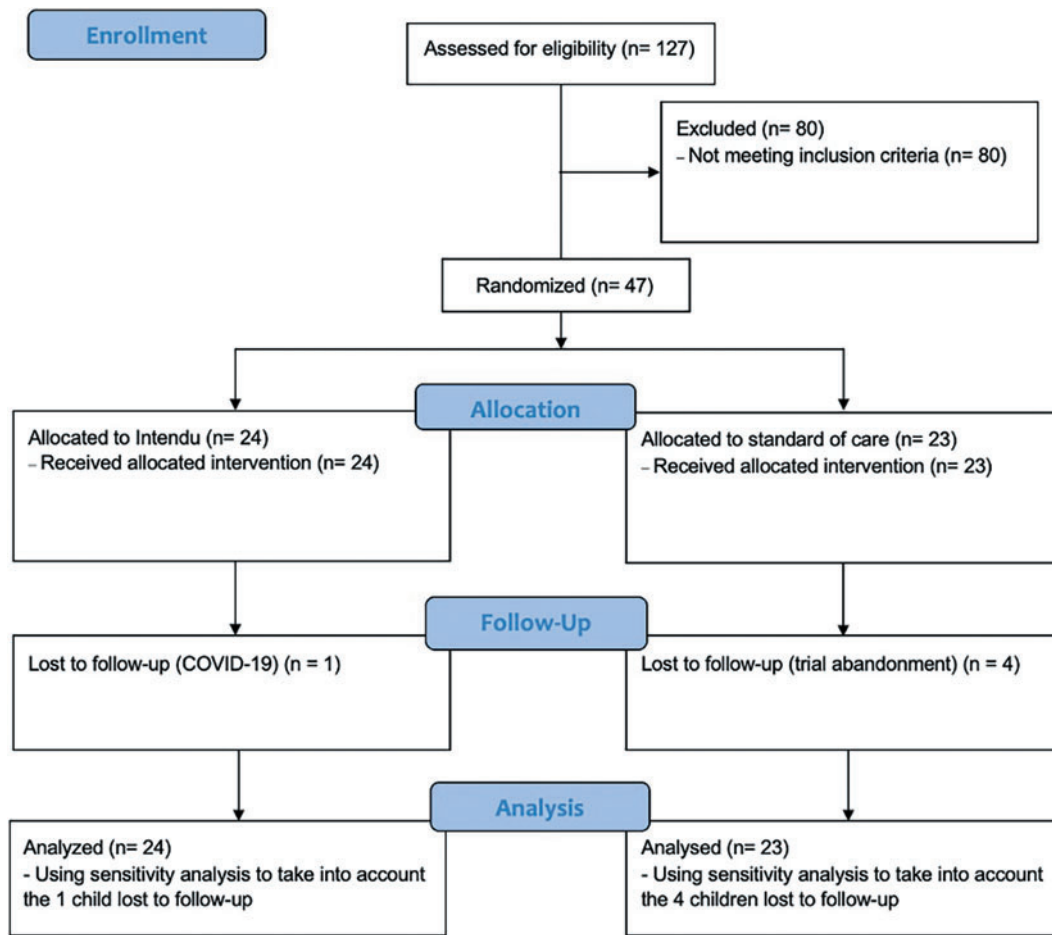 Enrollment
Assessed for eligibility (n= 127)
Excluded (n= 80)
– Not meeting inclusion criteria (n= 80)
Randomized (n= 47)
Allocation
Allocated to Intendu (n= 24)
– Received allocated intervention (n= 24)
Allocated to standard of care (n= 23)
– Received allocated intervention (n= 23)
Follow-Up
Lost to follow-up (COVID-19) (n = 1)
Lost to follow-up (trial abandonment) (n = 4)
Analysis
Analyzed (n= 24)
- Using sensitivity analysis to take into account
the 1 child lost to follow-up
Analysed (n= 23)
- Using sensitivity analysis to take into account
the 4 children lost to follow-up